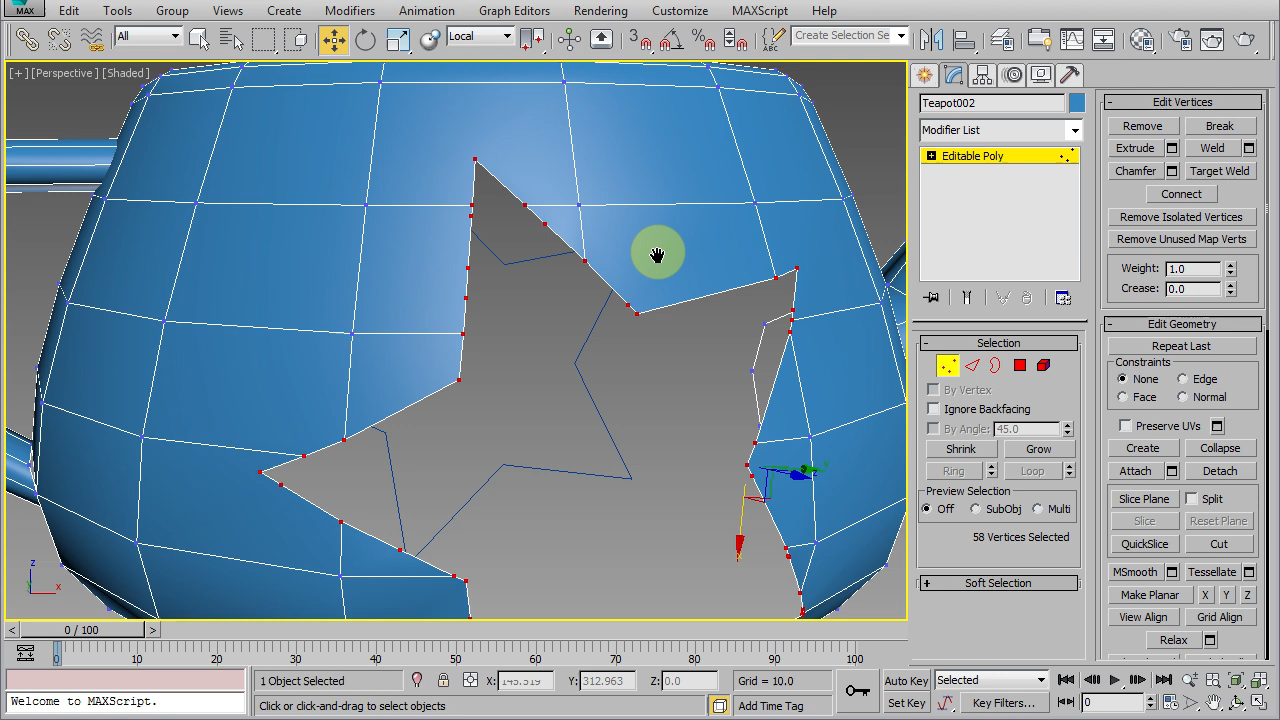 MAX
Edit
Tools
Group
Views
Create
Modifiers
Animation
Graph Editors
Rendering
Customize
MAXScript
Help
All
Local
3
ABC
Create Selection Se
[+][Perspective][Shaded]
Teapot002
Modifier List
Editable Poly
Selection
By Vertex
Ignore Backfacing
By Angle: 45.0
Shrink
Grow
Ring
Loop
Preview Selection
Off
SubObj
Multi
58 Vertices Selected
Soft Selection
Edit Vertices
Remove
Break
Extrude
Weld
Chamfer
Target Weld
Connect
Remove Isolated Vertices
Remove Unused Map Verts
Weight: 1.0
Crease: 0.0
Edit Geometry
Repeat Last
Constraints
None
Edge
Face
Normal
Preserve UVs
Create
Collapse
Attach
Detach
Slice Plane
Split
Slice
Reset Plane
QuickSlice
Cut
MSmooth
Tessellate
Make Planar
X
Y
Z
View Align
Grid Align
Relax
z
x
0 / 100
0
10
20
30
40
50
60
70
80
90
100
1 Object Selected
X: 145.519
Y: 312.963
Z: 0.0
Grid = 10.0
Auto Key
Selected
Welcome to MAXScript.
Click or click-and-drag to select objects
Add Time Tag
Set Key
Key Filters...
0